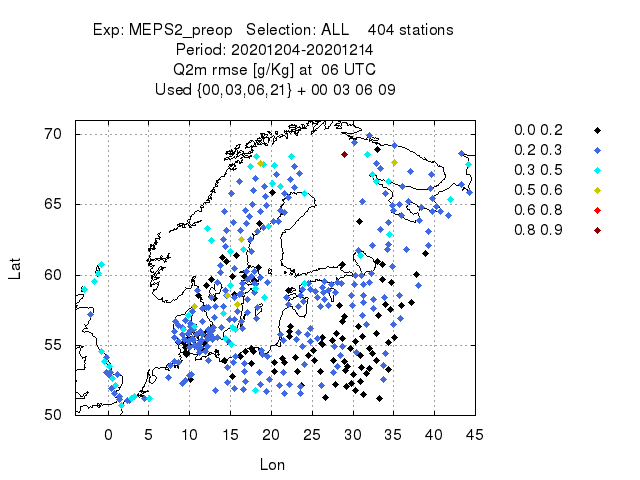 Exp: MEPS2_preop Selection: ALL 404 stations
Period: 20201204-20201214
Q2m rmse [g/Kg] at 06 UTC
Used {00,03,06,21} + 00 03 06 09
70
65
60
55
50
Lat
0 5 10 15 20 25 30 35 40 45
Lon
0.0 0.2
0.2 0.3
0.3 0.5
0.5 0.6
0.6 0.8
0.8 0.9